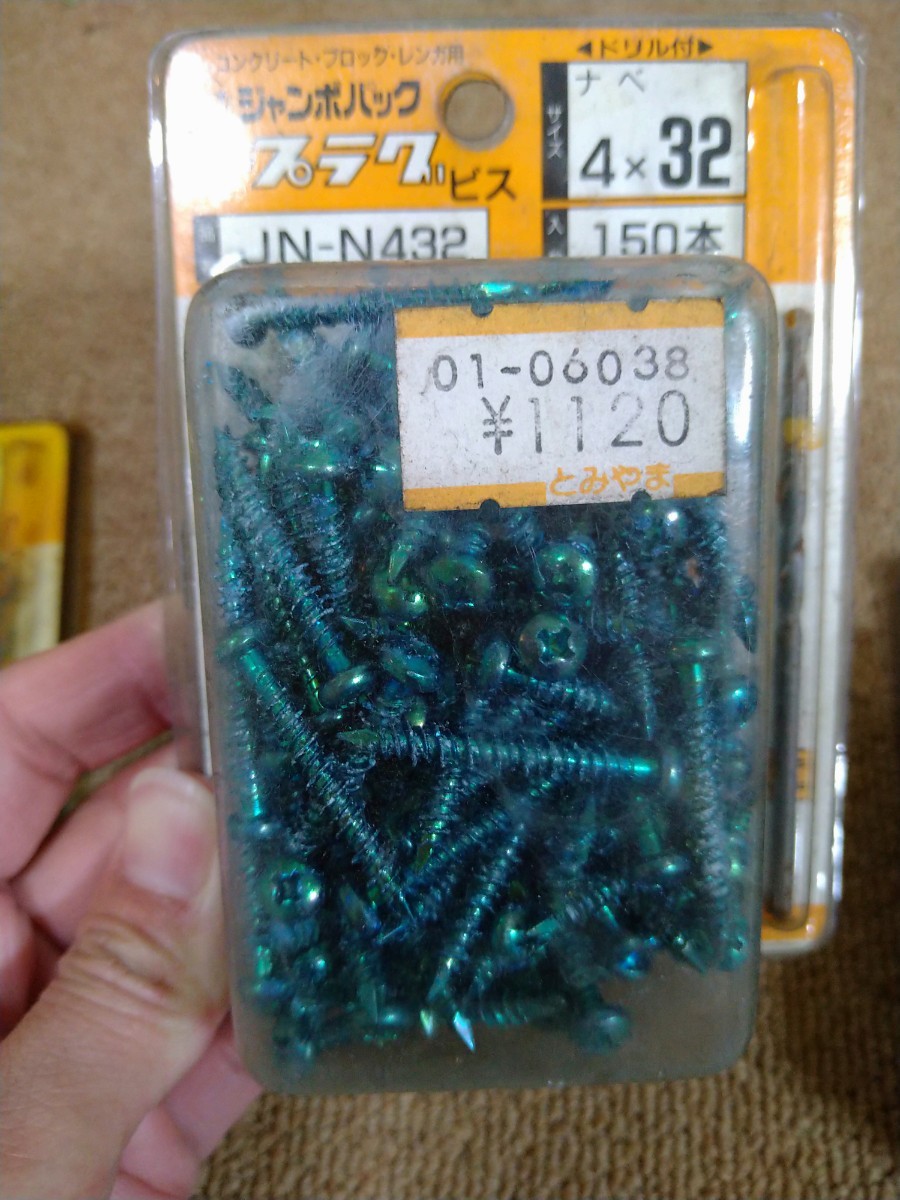 コンクリート・ブロック・レンガ用
ジャンボパック
プラグ
ビス
JN-N432
◀ドリル付▶
サイズ
ナベ
4×32
入
150本
01-06038
¥1120
とみやま